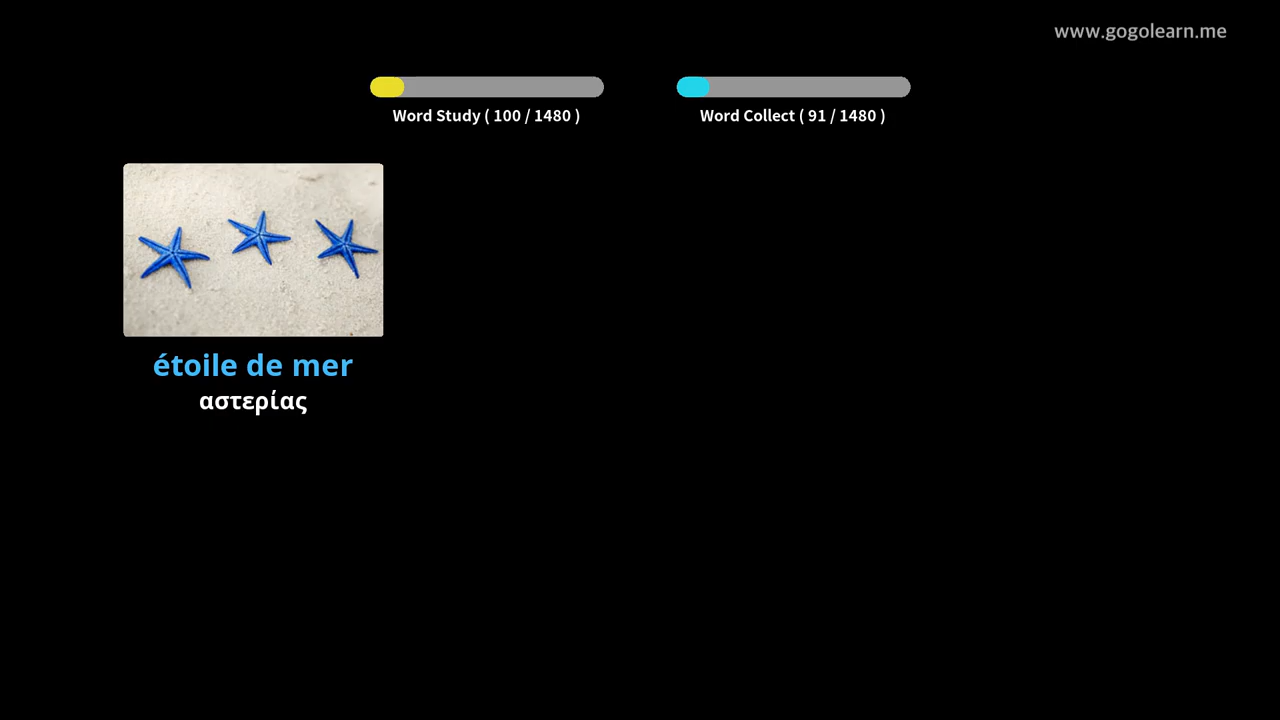 www.gogolearn.me
Word Study ( 100 / 1480 )
Word Collect ( 91 / 1480 )
étoile de mer
αστερίας